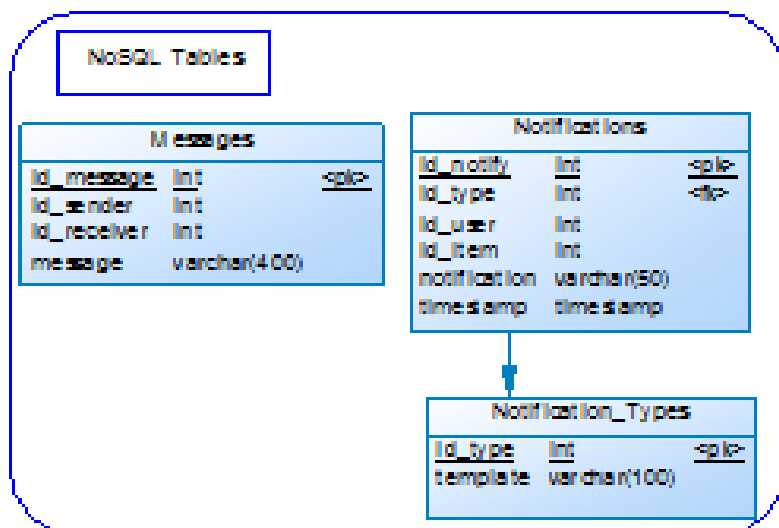 NoSQL Tables
Messages
Id_message Int <pk>
Id_sender Int
Id_receiver Int
message varchar(400)
Notifications
Id_notify Int <pk>
Id_type Int <fk>
Id_user Int
Id_item Int
notification varchar(50)
timestamp timestamp
Notification_Types
Id_type Int <pk>
template varchar(100)